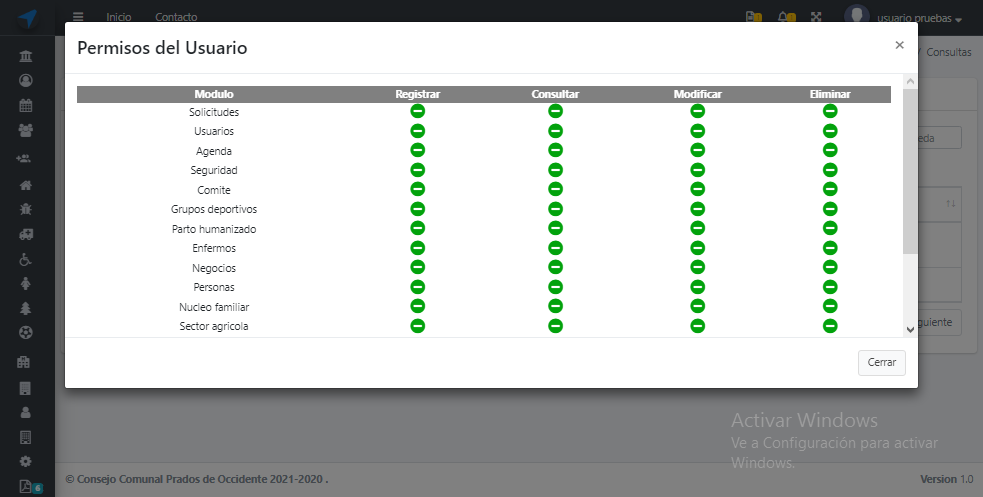 Inicio Contacto usuario pruebas
Permisos del Usuario ×
/ Consultas
Modulo Registrar Consultar Modificar Eliminar
Solicitudes
Usuarios
eda
Agenda
Seguridad
Comite
Grupos deportivos
Parto humanizado
Enfermos
Negocios
Personas
Nucleo familiar
Sector agricola
guiente
Cerrar
Activar Windows
Ve a Configuración para activar
Windows.
© Consejo Comunal Prados de Occidente 2021-2020 . Version 1.0
6